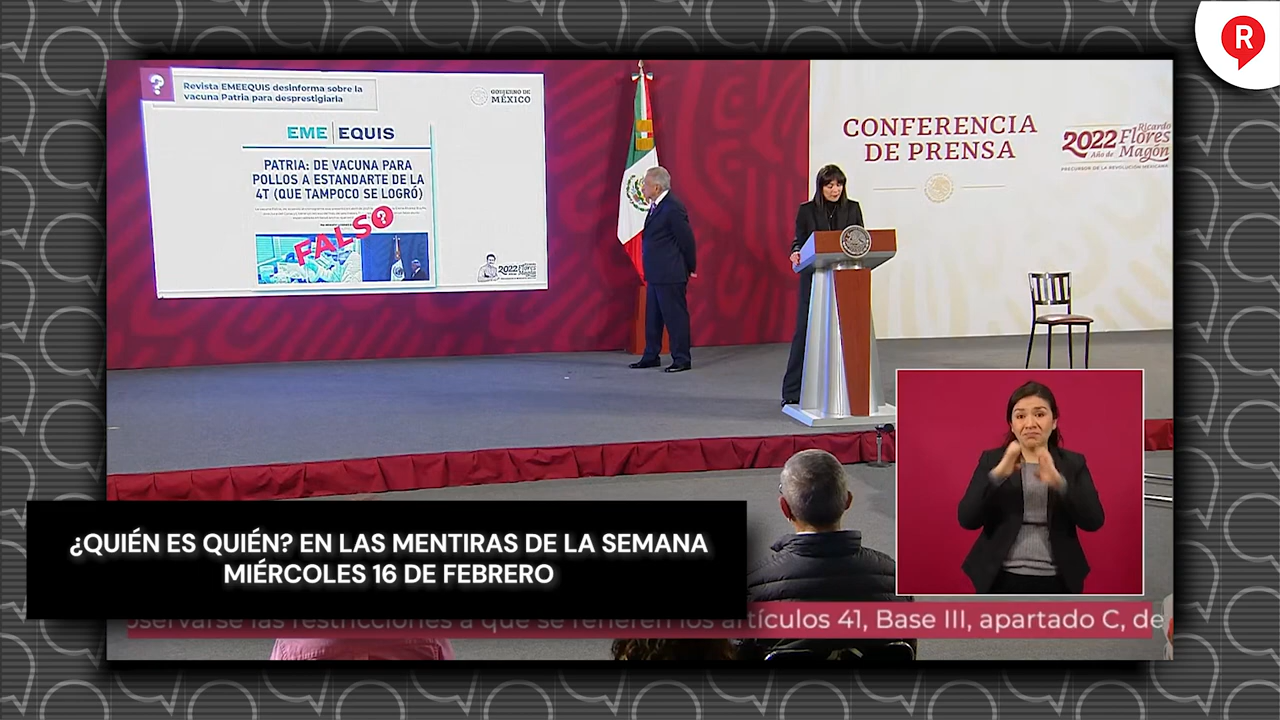 R
?
Revista EMEEQUIS desinforma sobre la
vacuna Patria para desprestigiarla
GOBIERNO DE
MÉXICO
EME EQUIS
PATRIA: DE VACUNA PARA
POLLOS A ESTANDARTE DE LA
4T (QUE TAMPOCO SE LOGRÓ)
FALSO
?
2022 Flores
Magón
CONFERENCIA
DE PRENSA
2022 Ricardo
Año de Flores
Magón
PRECURSOR DE LA REVOLUCIÓN MEXICANA
¿QUIÉN ES QUIÉN? EN LAS MENTIRAS DE LA SEMANA
MIÉRCOLES 16 DE FEBRERO
observarse las restricciones a que se refieren los artículos 41, Base III, apartado C, de